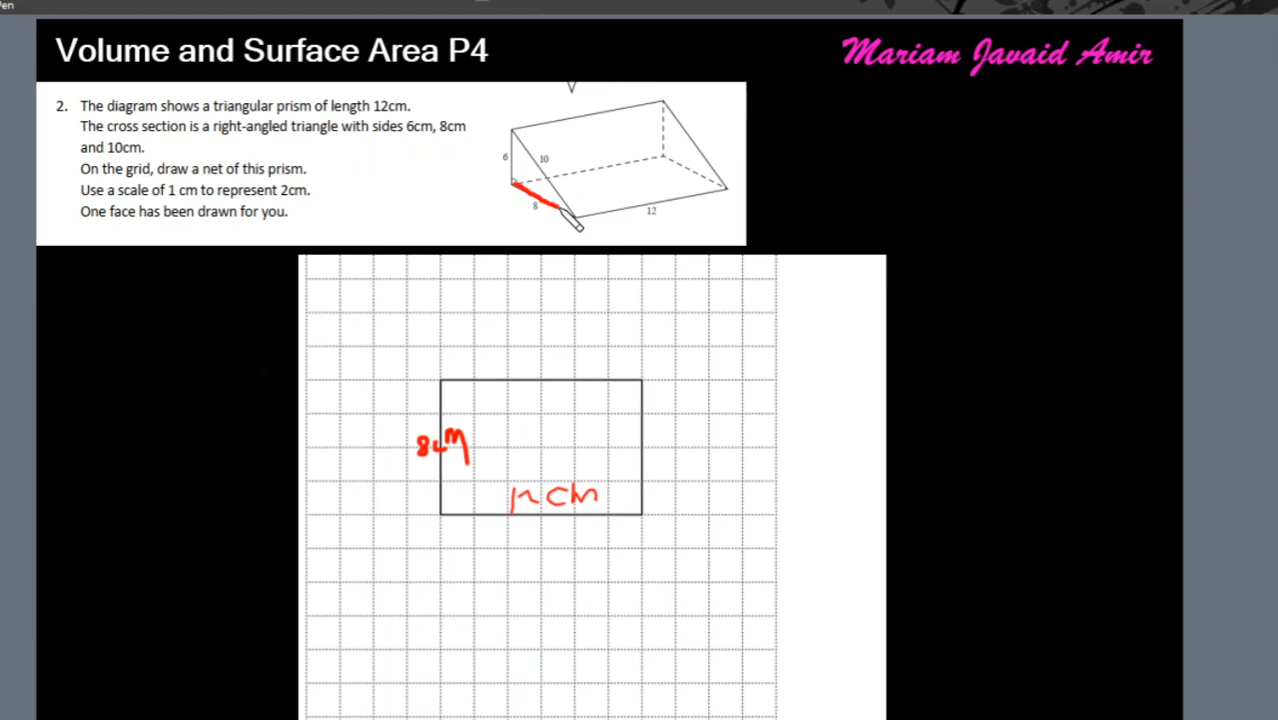 Pen
Volume and Surface Area P4
Mariam Javaid Amir
2. The diagram shows a triangular prism of length 12cm.
The cross section is a right-angled triangle with sides 6cm, 8cm
and 10cm.
On the grid, draw a net of this prism.
Use a scale of 1 cm to represent 2cm.
One face has been drawn for you.
6
10
8
12
8cm
12cm